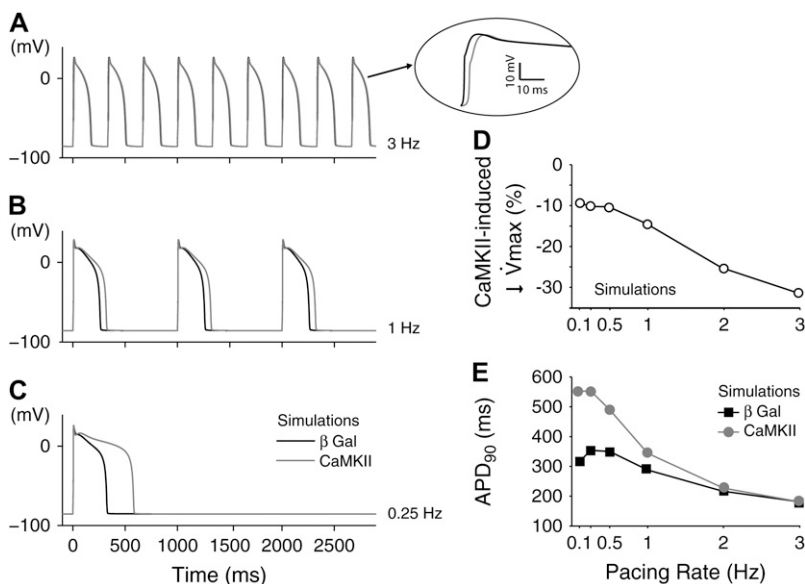 A
(mV)
0
−100
3 Hz
10 mV
10 ms
B
(mV)
0
−100
1 Hz
C
(mV)
0
−100
Simulations
β Gal
CaMKII
0.25 Hz
0 500 1000 1500 2000 2500
Time (ms)
D
CaMKII-induced
↓ V̇max (%)
0
-10
-20
-30
Simulations
0.1 0.5 1 2 3
E
APD90 (ms)
600
500
400
300
200
100
Simulations
β Gal
CaMKII
0.1 0.5 1 2 3
Pacing Rate (Hz)